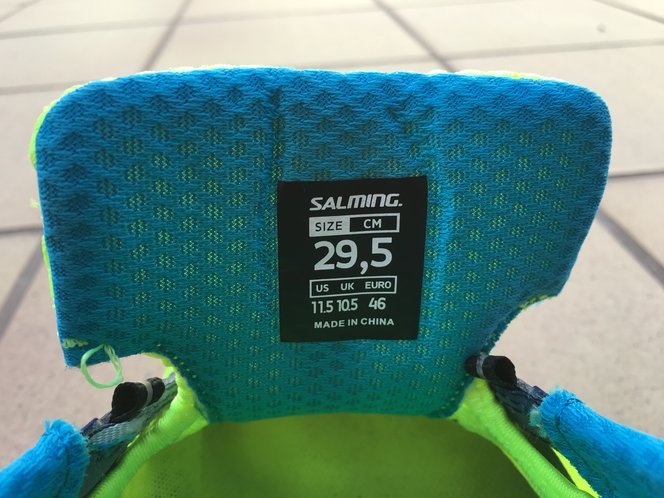 SALMING.
SIZE CM
29,5
US UK EURO
11.5 10.5 46
MADE IN CHINA